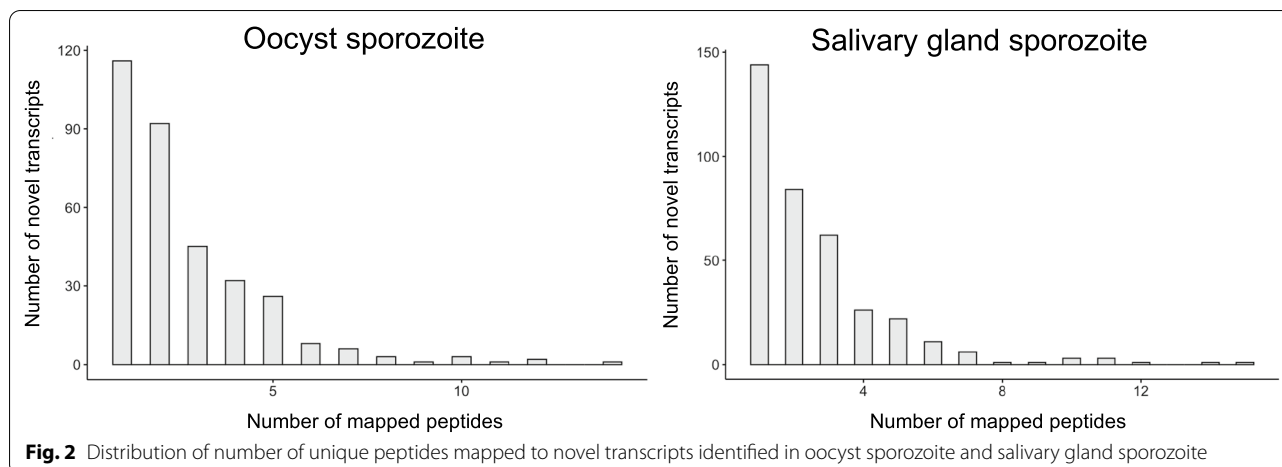 Oocyst sporozoite
120
90
60
30
0
5
10
Number of novel transcripts
Number of mapped peptides
Salivary gland sporozoite
150
100
50
0
4
8
12
Number of novel transcripts
Number of mapped peptides
Fig. 2 Distribution of number of unique peptides mapped to novel transcripts identified in oocyst sporozoite and salivary gland sporozoite